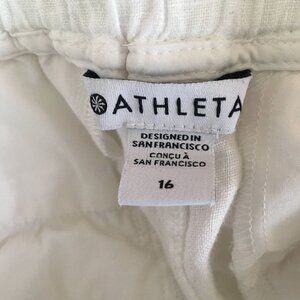 ATHLETA
DESIGNED IN
SAN FRANCISCO
CONÇU À
SAN FRANCISCO
16